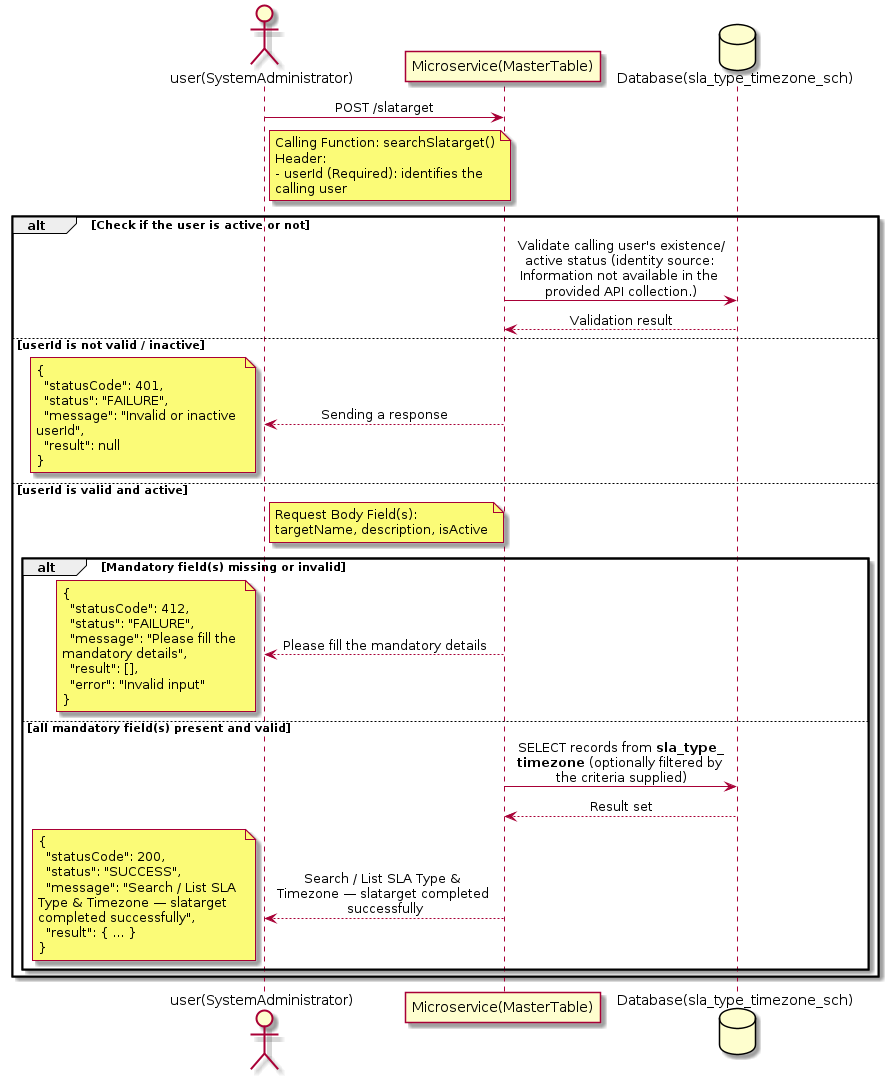 user(SystemAdministrator)
Microservice(MasterTable)
Database(sla_type_timezone_sch)
POST /slatarget
Calling Function: searchSlatarget()
Header:
- userId (Required): identifies the
calling user
alt
[Check if the user is active or not]
Validate calling user's existence/
active status (identity source:
Information not available in the
provided API collection.)
Validation result
[userId is not valid / inactive]
{
"statusCode": 401,
"status": "FAILURE",
"message": "Invalid or inactive
userId",
"result": null
}
Sending a response
[userId is valid and active]
Request Body Field(s):
targetName, description, isActive
alt
[Mandatory field(s) missing or invalid]
{
"statusCode": 412,
"status": "FAILURE",
"message": "Please fill the
mandatory details",
"result": [],
"error": "Invalid input"
}
Please fill the mandatory details
[all mandatory field(s) present and valid]
SELECT records from sla_type_
timezone (optionally filtered by
the criteria supplied)
Result set
{
"statusCode": 200,
"status": "SUCCESS",
"message": "Search / List SLA
Type & Timezone — slatarget
completed successfully",
"result": { ... }
}
Search / List SLA Type &
Timezone — slatarget completed
successfully
user(SystemAdministrator)
Microservice(MasterTable)
Database(sla_type_timezone_sch)